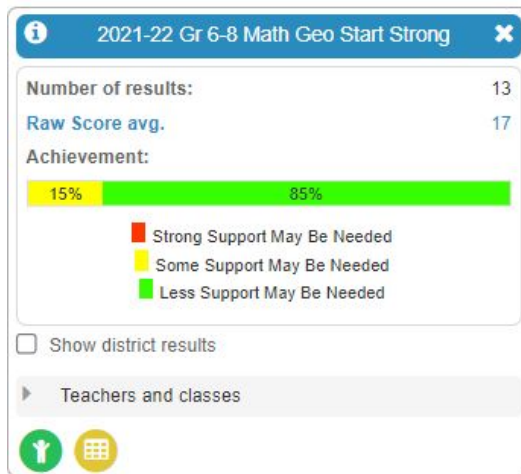 2021-22 Gr 6-8 Math Geo Start Strong
Number of results: 13
Raw Score avg. 17
Achievement:
15% 85%
Strong Support May Be Needed
Some Support May Be Needed
Less Support May Be Needed
Show district results
Teachers and classes